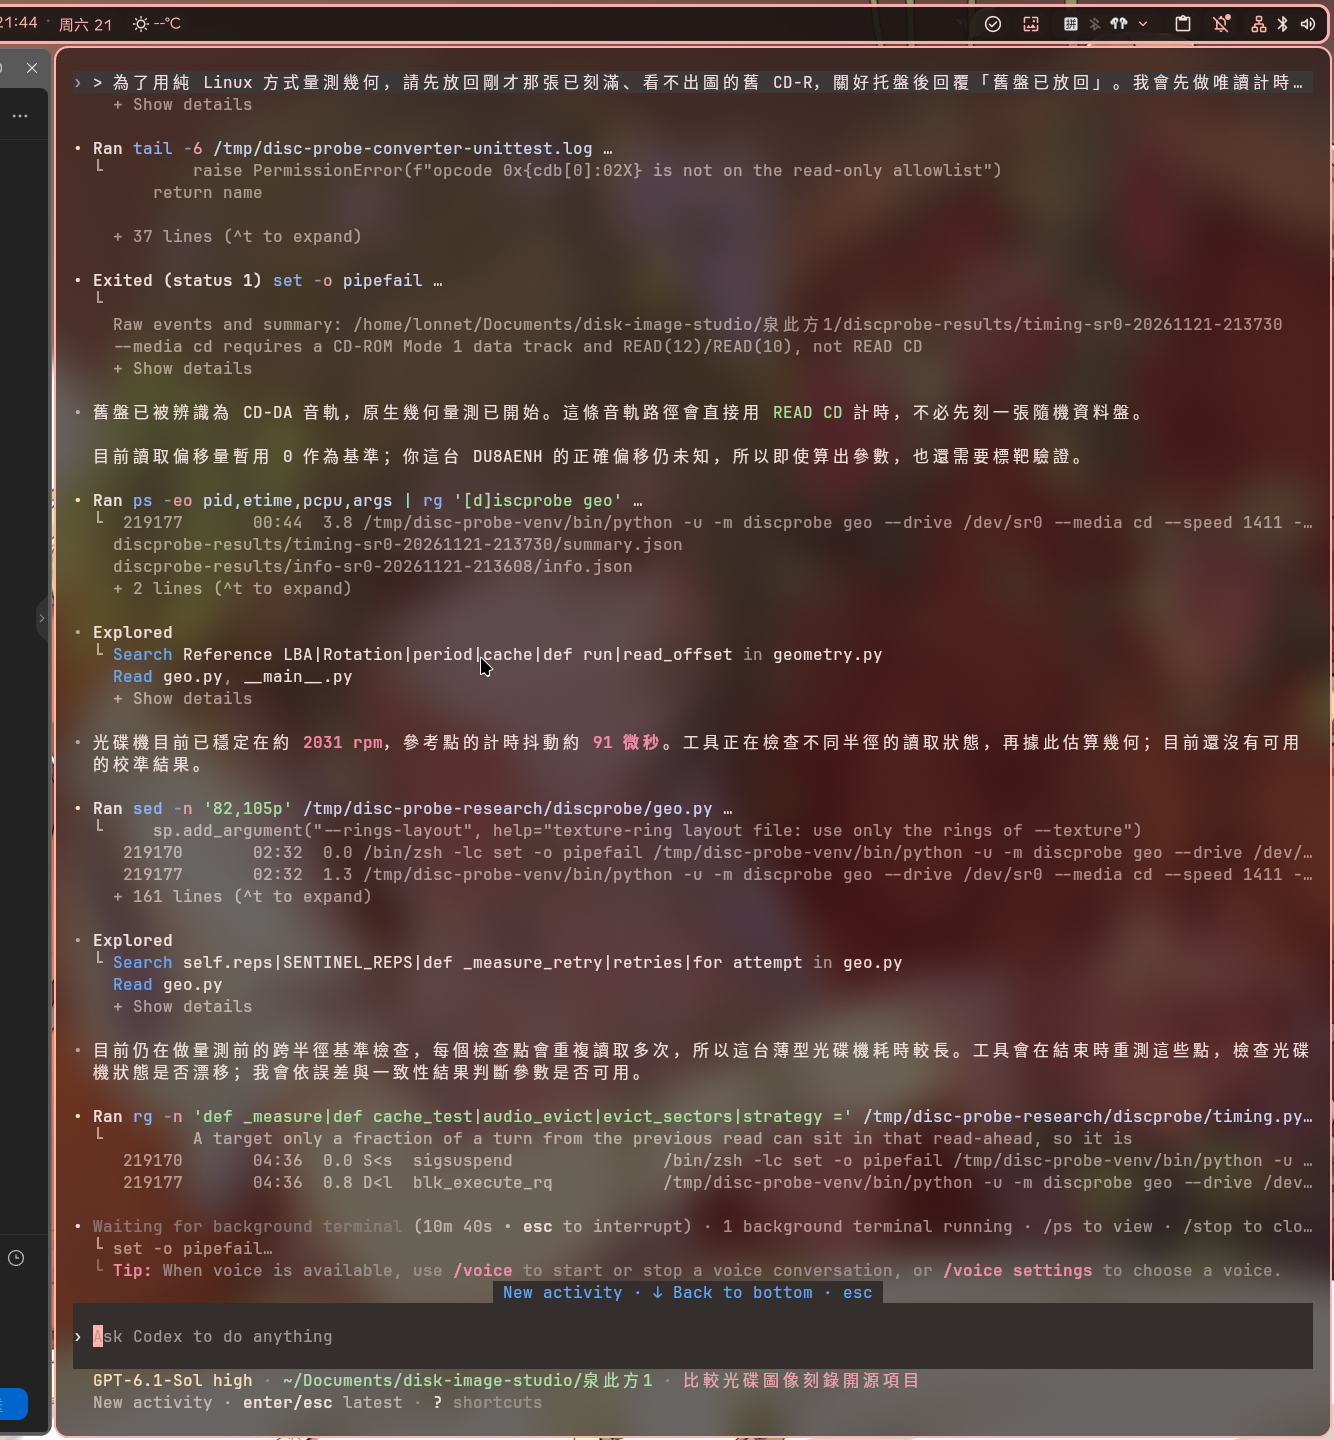 21:44 · 周六 21
--°C
拼
› > 為了用純 Linux 方式量測幾何，請先放回剛才那張已刻滿、看不出圖的舊 CD-R，關好托盤後回覆「舊盤已放回」。我會先做唯讀計時…
+ Show details
• Ran tail -6 /tmp/disc-probe-converter-unittest.log …
└ raise PermissionError(f"opcode 0x{cdb[0]:02X} is not on the read-only allowlist")
return name
+ 37 lines (^t to expand)
• Exited (status 1) set -o pipefail …
└
Raw events and summary: /home/lonnet/Documents/disk-image-studio/泉此方1/discprobe-results/timing-sr0-20261121-213730
--media cd requires a CD-ROM Mode 1 data track and READ(12)/READ(10), not READ CD
+ Show details
• 舊盤已被辨識為 CD-DA 音軌，原生幾何量測已開始。這條音軌路徑會直接用 READ CD 計時，不必先刻一張隨機資料盤。
目前讀取偏移量暫用 0 作為基準；你這台 DU8AENH 的正確偏移仍未知，所以即使算出參數，也還需要標靶驗證。
• Ran ps -eo pid,etime,pcpu,args | rg '[d]iscprobe geo' …
└ 219177 00:44 3.8 /tmp/disc-probe-venv/bin/python -u -m discprobe geo --drive /dev/sr0 --media cd --speed 1411 -…
discprobe-results/timing-sr0-20261121-213730/summary.json
discprobe-results/info-sr0-20261121-213608/info.json
+ 2 lines (^t to expand)
• Explored
└ Search Reference LBA|Rotation|period|cache|def run|read_offset in geometry.py
Read geo.py, __main__.py
+ Show details
• 光碟機目前已穩定在約 2031 rpm，參考點的計時抖動約 91 微秒。工具正在檢查不同半徑的讀取狀態，再據此估算幾何；目前還沒有可用
的校準結果。
• Ran sed -n '82,105p' /tmp/disc-probe-research/discprobe/geo.py …
└ sp.add_argument("--rings-layout", help="texture-ring layout file: use only the rings of --texture")
219170 02:32 0.0 /bin/zsh -lc set -o pipefail /tmp/disc-probe-venv/bin/python -u -m discprobe geo --drive /dev/…
219177 02:32 1.3 /tmp/disc-probe-venv/bin/python -u -m discprobe geo --drive /dev/sr0 --media cd --speed 1411 -…
+ 161 lines (^t to expand)
• Explored
└ Search self.reps|SENTINEL_REPS|def _measure_retry|retries|for attempt in geo.py
Read geo.py
+ Show details
• 目前仍在做量測前的跨半徑基準檢查，每個檢查點會重複讀取多次，所以這台薄型光碟機耗時較長。工具會在結束時重測這些點，檢查光碟
機狀態是否漂移；我會依誤差與一致性結果判斷參數是否可用。
• Ran rg -n 'def _measure|def cache_test|audio_evict|evict_sectors|strategy =' /tmp/disc-probe-research/discprobe/timing.py…
└ A target only a fraction of a turn from the previous read can sit in that read-ahead, so it is
219170 04:36 0.0 S<s sigsuspend /bin/zsh -lc set -o pipefail /tmp/disc-probe-venv/bin/python -u …
219177 04:36 0.8 D<l blk_execute_rq /tmp/disc-probe-venv/bin/python -u -m discprobe geo --drive /dev…
• Waiting for background terminal (10m 40s • esc to interrupt) · 1 background terminal running · /ps to view · /stop to clo…
└ set -o pipefail…
└ Tip: When voice is available, use /voice to start or stop a voice conversation, or /voice settings to choose a voice.
New activity · ↓ Back to bottom · esc
› Ask Codex to do anything
GPT-6.1-Sol high · ~/Documents/disk-image-studio/泉此方1 · 比較光碟圖像刻錄開源項目
New activity · enter/esc latest · ? shortcuts